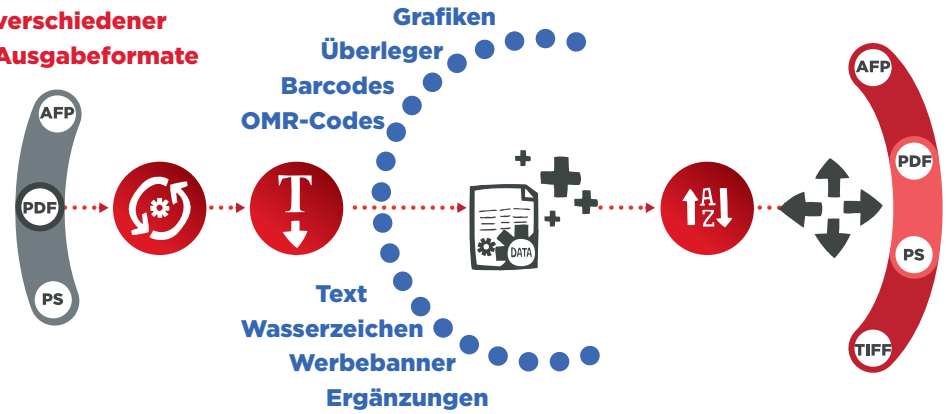 verschiedener
Ausgabeformate
AFP
PDF
PS
T
Grafiken
Überleger
Barcodes
OMR-Codes
Text
Wasserzeichen
Werbebanner
Ergänzungen
DATA
A
Z
AFP
PDF
PS
TIFF